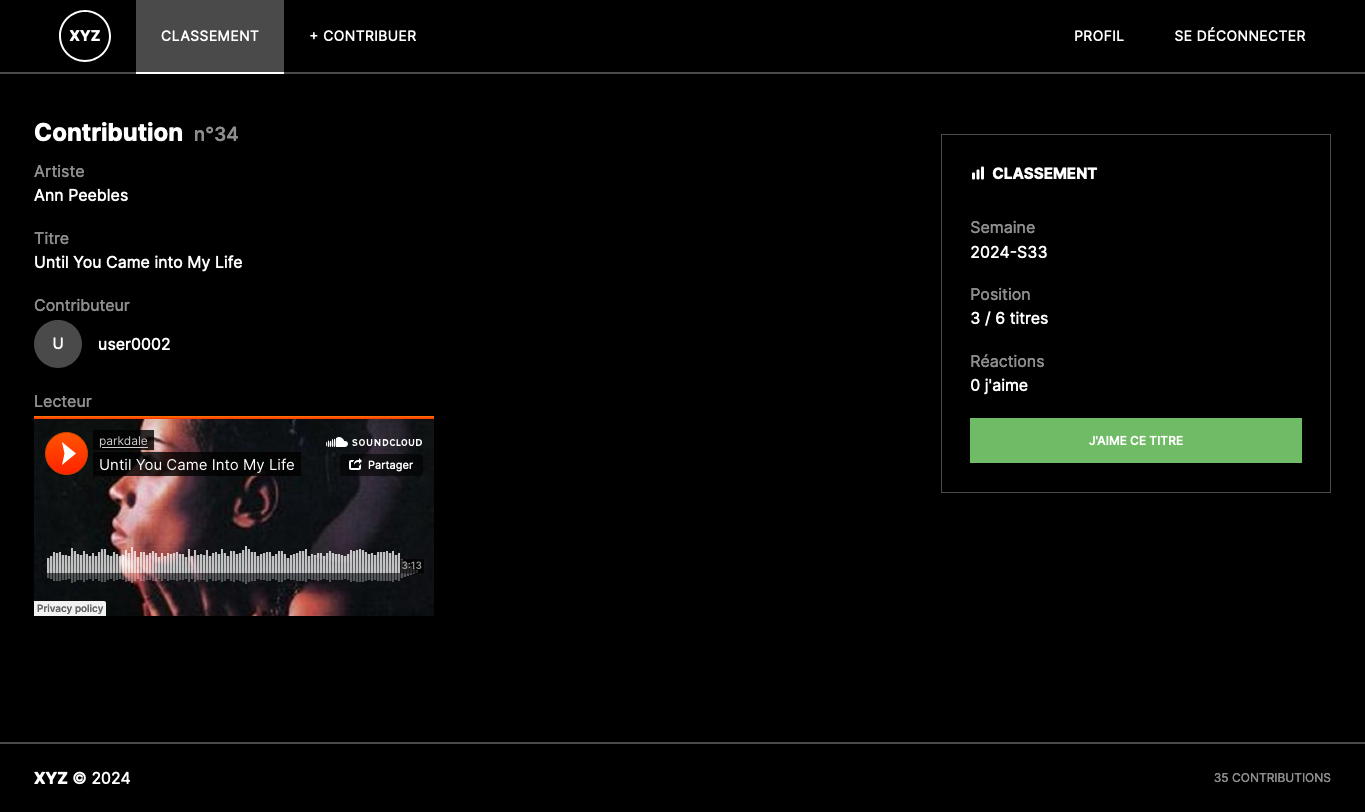 XYZ
CLASSEMENT
+ CONTRIBUER
PROFIL
SE DÉCONNECTER
Contribution n°34
Artiste
Ann Peebles
Titre
Until You Came into My Life
Contributeur
U
user0002
Lecteur
parkdale
SOUNDCLOUD
Until You Came Into My Life
Partager
3:13
Privacy policy
CLASSEMENT
Semaine
2024-S33
Position
3 / 6 titres
Réactions
0 j'aime
J'AIME CE TITRE
XYZ © 2024
35 CONTRIBUTIONS